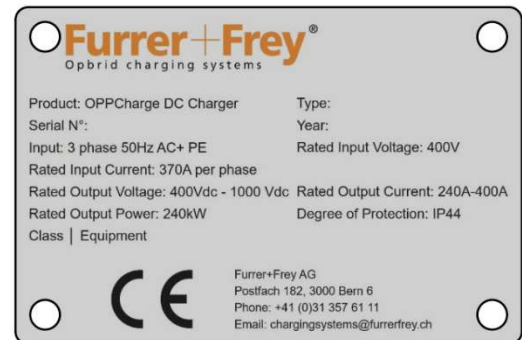 Furrer+Frey®
Opbrid charging systems
Product: OPPCharge DC Charger Type:
Serial N°: Year:
Input: 3 phase 50Hz AC+ PE Rated Input Voltage: 400V
Rated Input Current: 370A per phase
Rated Output Voltage: 400Vdc - 1000 Vdc Rated Output Current: 240A-400A
Rated Output Power: 240kW Degree of Protection: IP44
Class | Equipment
CE
Furrer+Frey AG
Postfach 182, 3000 Bern 6
Phone: +41 (0)31 357 61 11
Email: chargingsystems@furrerfrey.ch